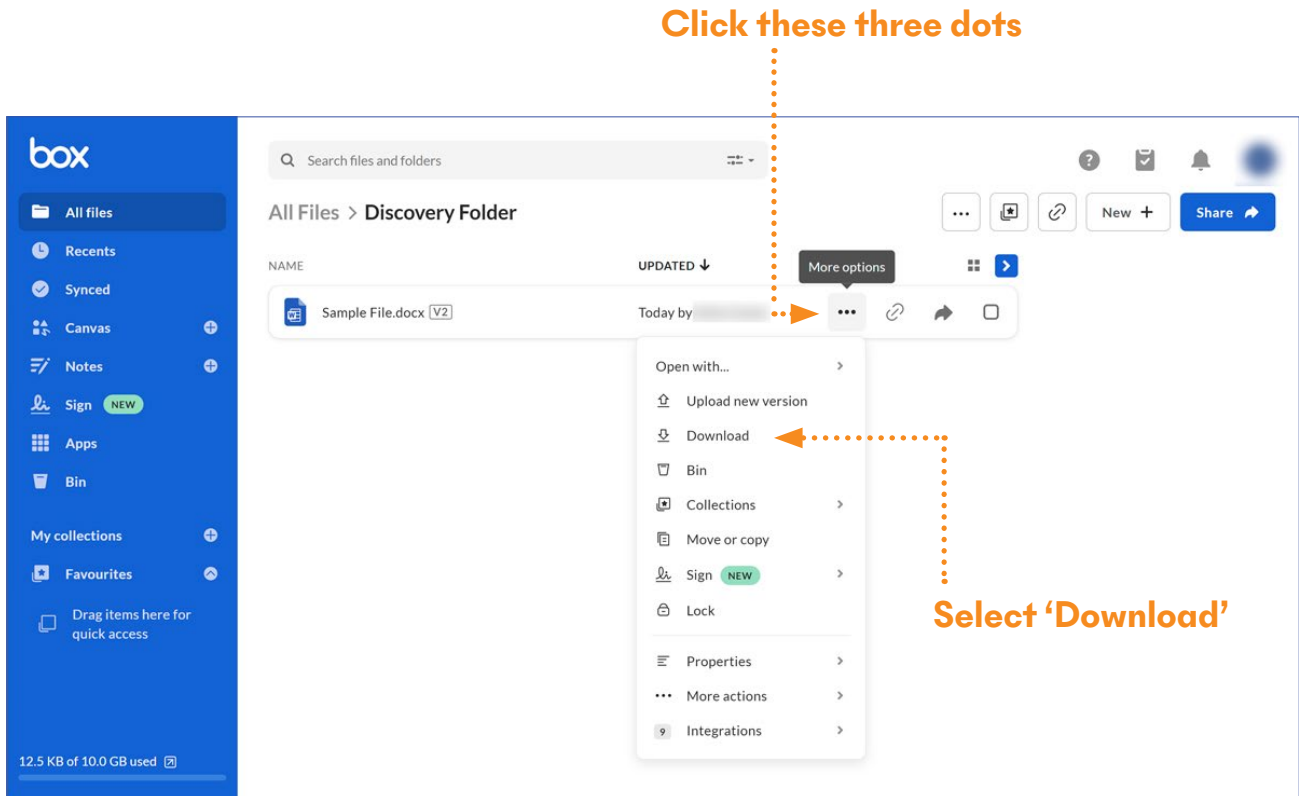 Click these three dots
box
Search files and folders
All files
All Files > Discovery Folder
New +
Share
Recents
NAME
UPDATED ↓
More options
Synced
Sample File.docx V2
Today by
Canvas
Notes
Open with...
Sign NEW
Upload new version
Apps
Download
Bin
Bin
Collections
My collections
Move or copy
Favourites
Sign NEW
Drag items here for
quick access
Lock
Select ‘Download’
Properties
More actions
9 Integrations
12.5 KB of 10.0 GB used